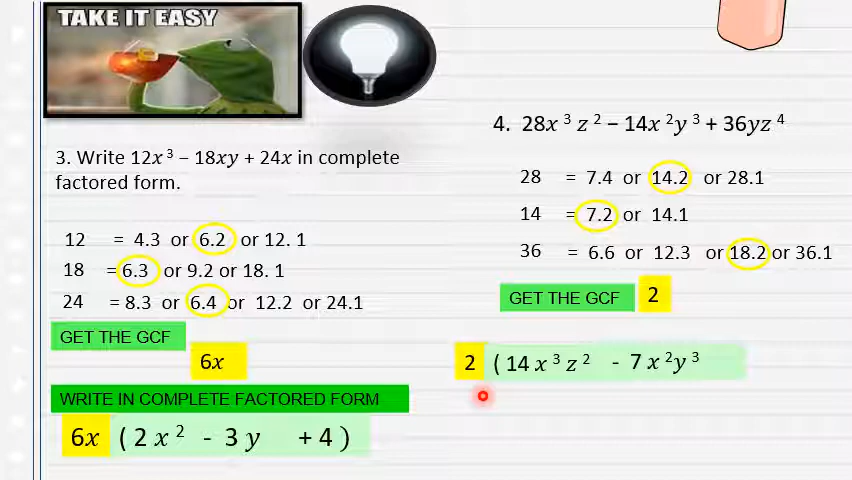 TAKE IT EASY
3. Write 12x³ − 18xy + 24x in complete
factored form.
12 = 4.3 or 6.2 or 12. 1
18 = 6.3 or 9.2 or 18. 1
24 = 8.3 or 6.4 or 12.2 or 24.1
GET THE GCF
6x
WRITE IN COMPLETE FACTORED FORM
6x ( 2 x² - 3 y + 4 )
4. 28x³ z² − 14x²y³ + 36yz⁴
28 = 7.4 or 14.2 or 28.1
14 = 7.2 or 14.1
36 = 6.6 or 12.3 or 18.2 or 36.1
GET THE GCF 2
2 ( 14 x³ z² - 7 x²y³